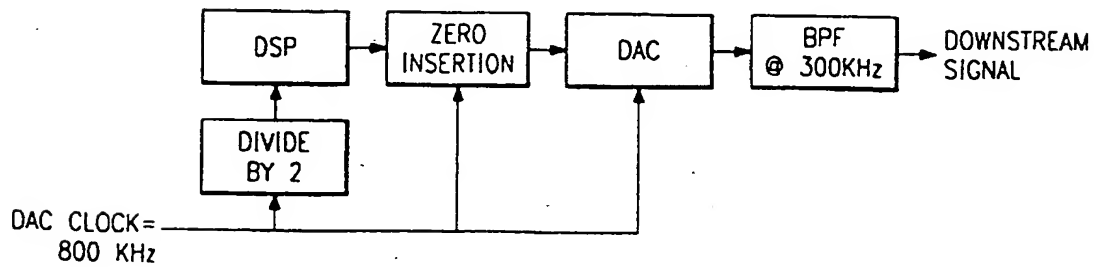 DSP
ZERO
INSERTION
DAC
BPF
@ 300KHz
DOWNSTREAM
SIGNAL
DIVIDE
BY 2
DAC CLOCK=
800 KHz